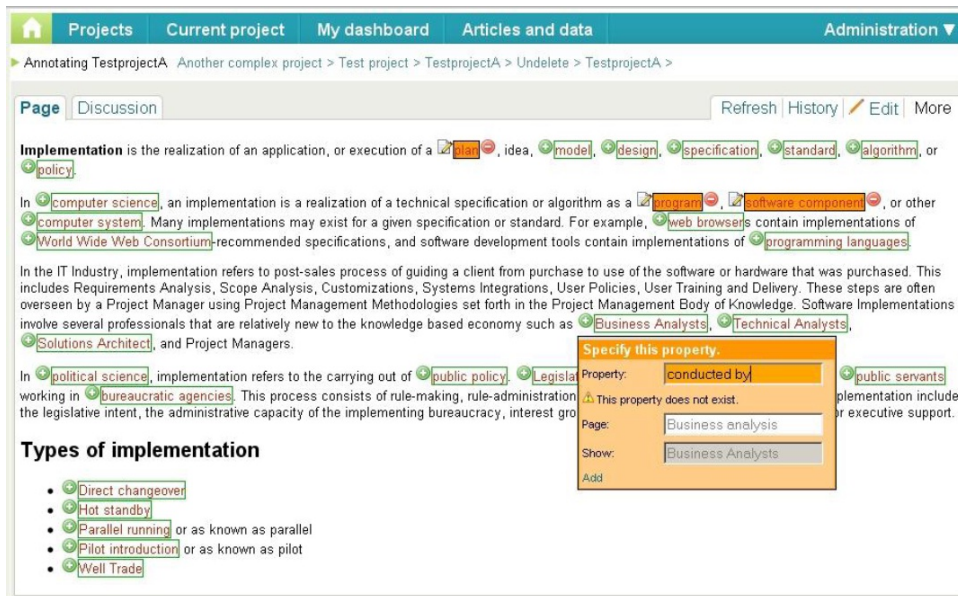 Projects Current project My dashboard Articles and data Administration ▼
Annotating TestprojectA Another complex project > Test project > TestprojectA > Undelete > TestprojectA >
Page Discussion Refresh History Edit More
Implementation is the realization of an application, or execution of a plan, idea, model, design, specification, standard, algorithm, or
policy.
In computer science, an implementation is a realization of a technical specification or algorithm as a program, software component, or other
computer system. Many implementations may exist for a given specification or standard. For example, web browsers contain implementations of
World Wide Web Consortium-recommended specifications, and software development tools contain implementations of programming languages.
In the IT Industry, implementation refers to post-sales process of guiding a client from purchase to use of the software or hardware that was purchased. This
includes Requirements Analysis, Scope Analysis, Customizations, Systems Integrations, User Policies, User Training and Delivery. These steps are often
overseen by a Project Manager using Project Management Methodologies set forth in the Project Management Body of Knowledge. Software Implementations
involve several professionals that are relatively new to the knowledge based economy such as Business Analysts, Technical Analysts,
Solutions Architect, and Project Managers.
In political science, implementation refers to the carrying out of public policy. Legislat public servants
working in bureaucratic agencies. This process consists of rule-making, rule-administration plementation include
the legislative intent, the administrative capacity of the implementing bureaucracy, interest gro or executive support.
Specify this property.
Property: conducted by
This property does not exist.
Page: Business analysis
Show: Business Analysts
Add
Types of implementation
Direct changeover
Hot standby
Parallel running or as known as parallel
Pilot introduction or as known as pilot
Well Trade